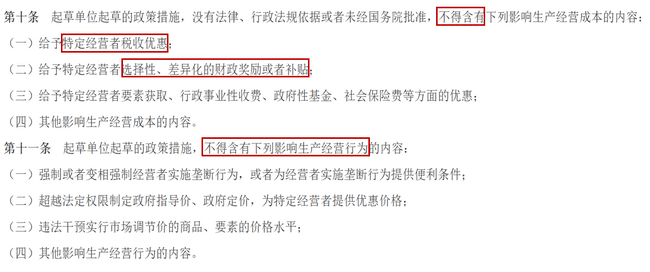 第十条　起草单位起草的政策措施，没有法律、行政法规依据或者未经国务院批准，不得含有下列影响生产经营成本的内容：
（一）给予特定经营者税收优惠；
（二）给予特定经营者选择性、差异化的财政奖励或者补贴；
（三）给予特定经营者要素获取、行政事业性收费、政府性基金、社会保险费等方面的优惠；
（四）其他影响生产经营成本的内容。
第十一条　起草单位起草的政策措施，不得含有下列影响生产经营行为的内容：
（一）强制或者变相强制经营者实施垄断行为，或者为经营者实施垄断行为提供便利条件；
（二）超越法定权限制定政府指导价、政府定价，为特定经营者提供优惠价格；
（三）违法干预实行市场调节价的商品、要素的价格水平；
（四）其他影响生产经营行为的内容。